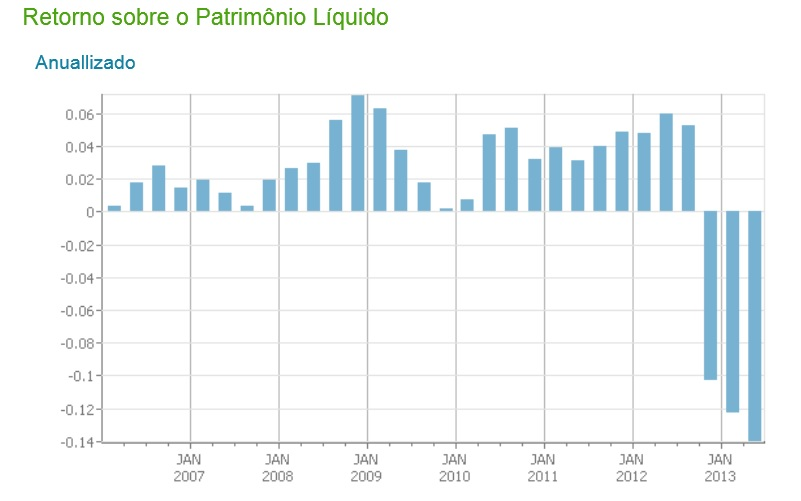 Retorno sobre o Patrimônio Líquido
Anuallizado
0.06
0.04
0.02
0
-0.02
-0.04
-0.06
-0.08
-0.1
-0.12
-0.14
JAN JAN JAN JAN JAN JAN JAN
2007 2008 2009 2010 2011 2012 2013